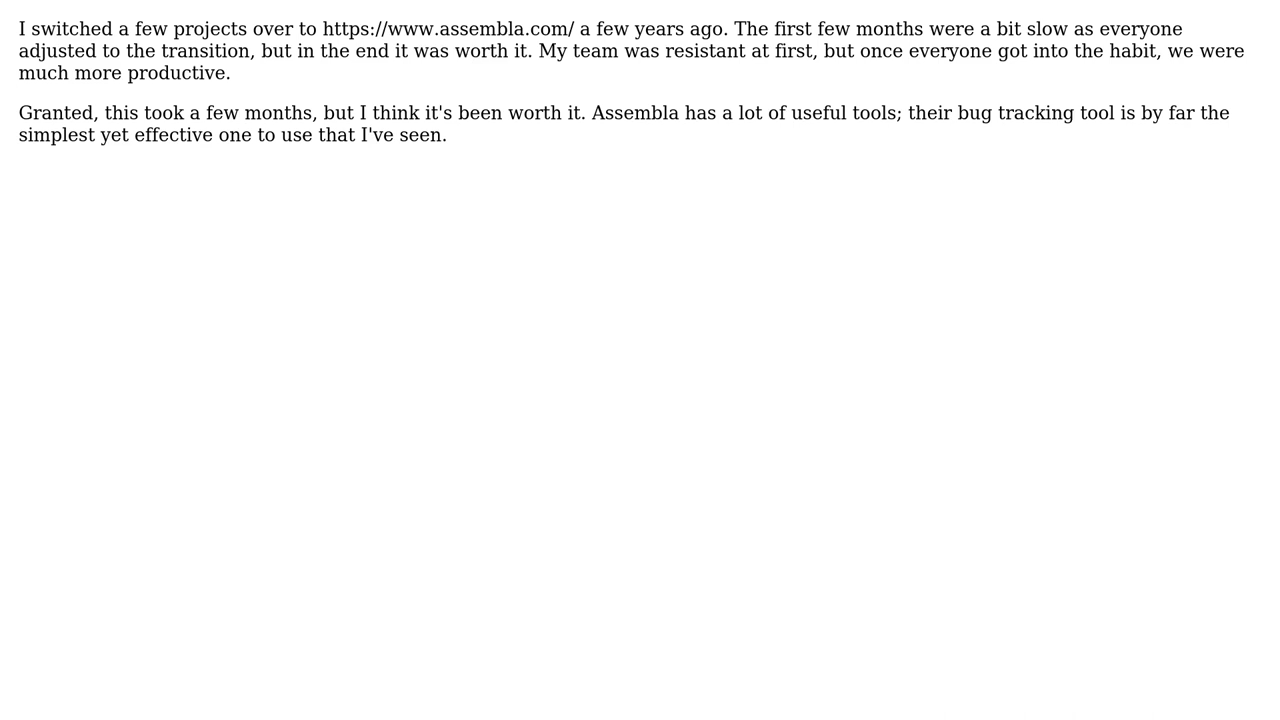 I switched a few projects over to https://www.assembla.com/ a few years ago. The first few months were a bit slow as everyone
adjusted to the transition, but in the end it was worth it. My team was resistant at first, but once everyone got into the habit, we were
much more productive.
Granted, this took a few months, but I think it's been worth it. Assembla has a lot of useful tools; their bug tracking tool is by far the
simplest yet effective one to use that I've seen.